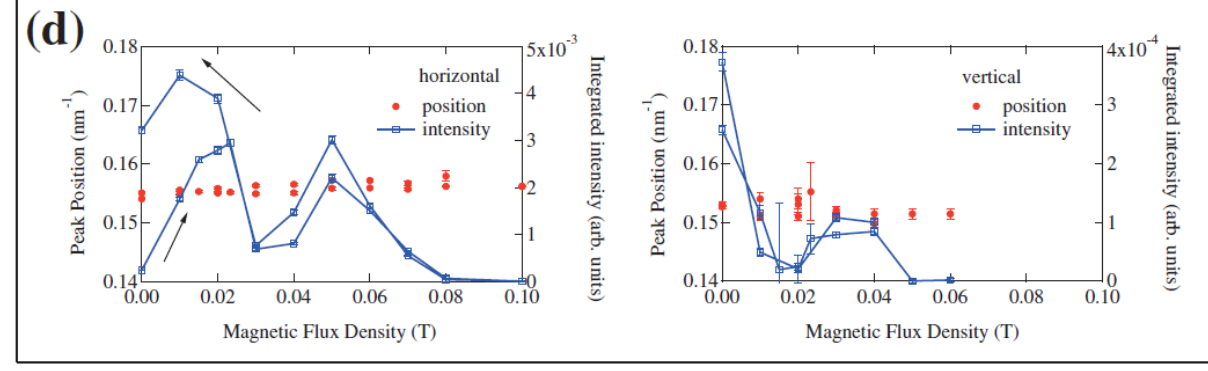 (d)
0.18
0.17
0.16
0.15
0.14
Peak Position (nm⁻¹)
0.00
0.02
0.04
0.06
0.08
0.10
Magnetic Flux Density (T)
5x10⁻³
4
3
2
1
0
Integrated intensity (arb. units)
horizontal
position
intensity
0.18
0.17
0.16
0.15
0.14
Peak Position (nm⁻¹)
0.00
0.02
0.04
0.06
0.08
0.10
Magnetic Flux Density (T)
4x10⁻⁴
3
2
1
0
Integrated intensity (arb. units)
vertical
position
intensity